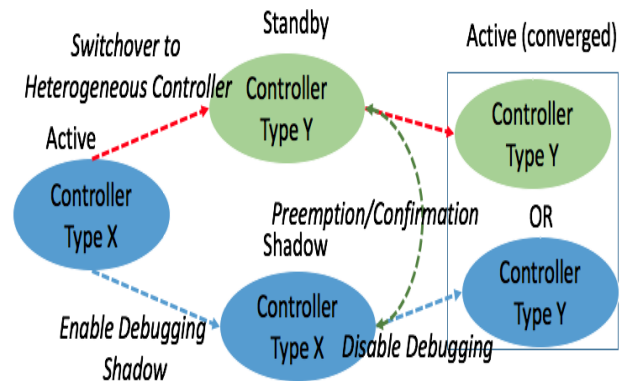 Standby
Active (converged)
Switchover to
Heterogeneous Controller
Controller
Type Y
Controller
Type Y
Active
Controller
Type X
Preemption/Confirmation
OR
Shadow
Controller
Type X
Controller
Type Y
Enable Debugging
Shadow
Disable Debugging